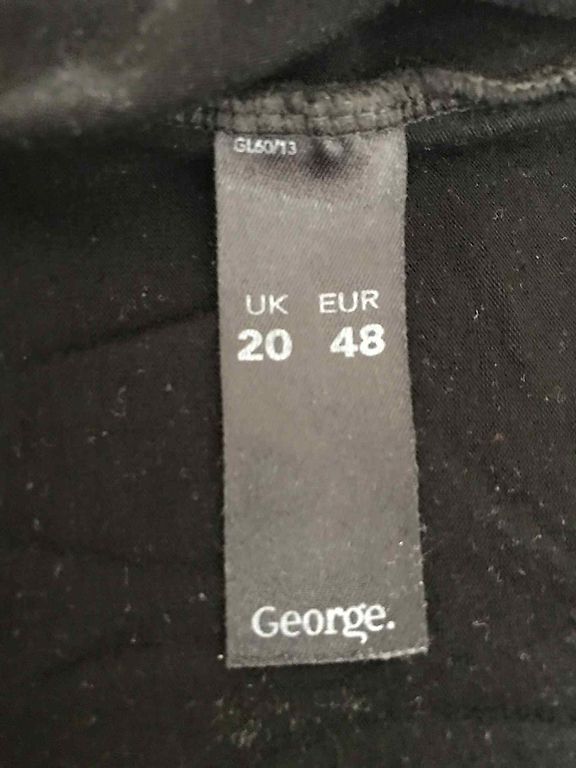 GL60/13
UK EUR
20 48
George.